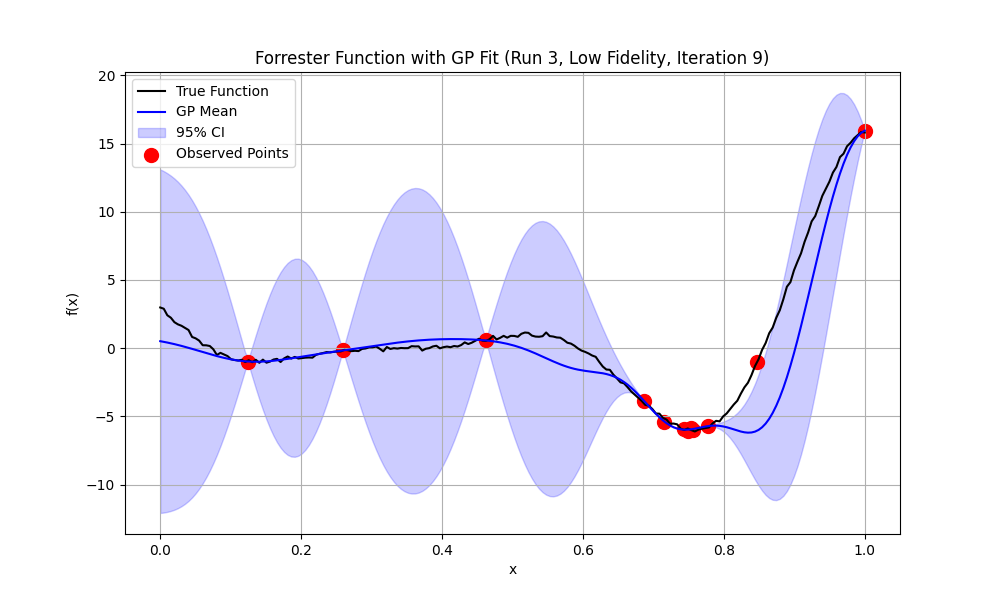 Forrester Function with GP Fit (Run 3, Low Fidelity, Iteration 9)
True Function
GP Mean
95% CI
Observed Points
f(x)
20
15
10
5
0
−5
−10
0.0 0.2 0.4 0.6 0.8 1.0
x